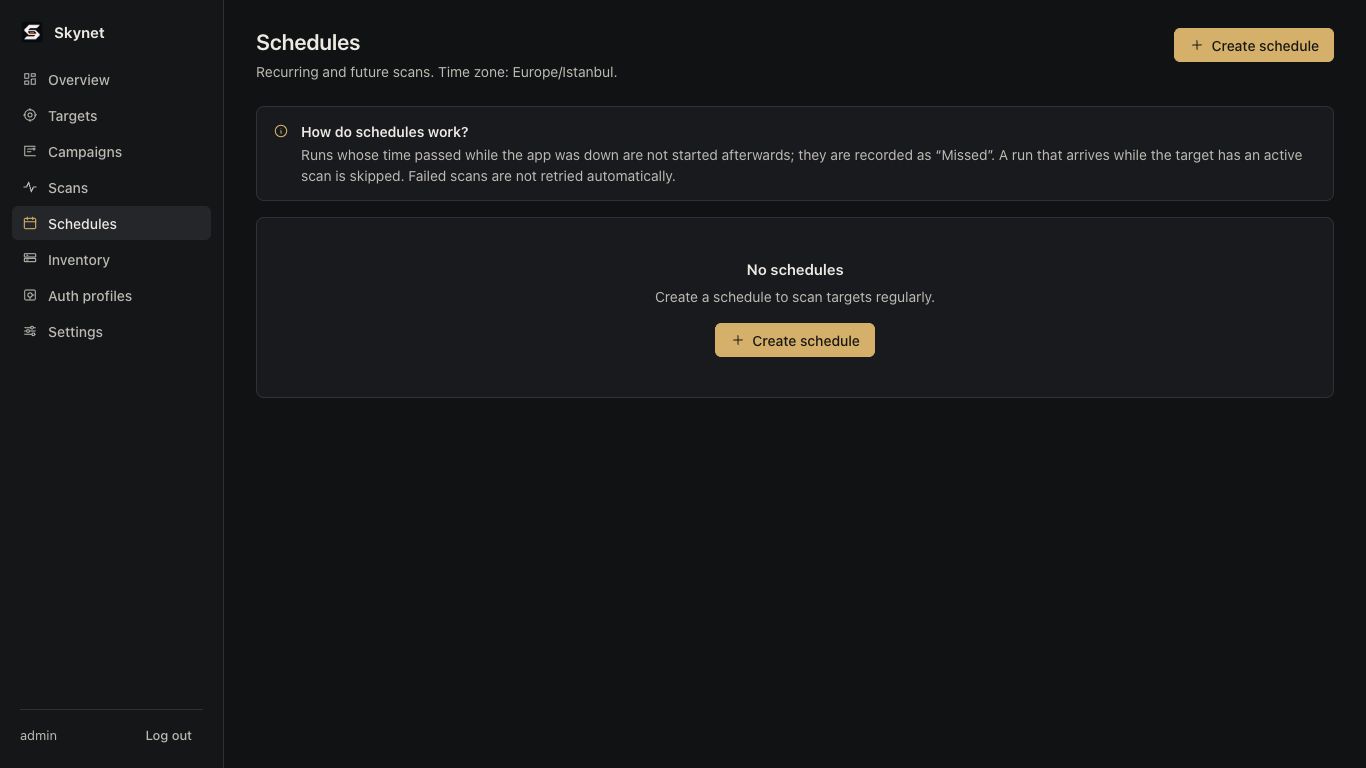 Skynet
Overview
Targets
Campaigns
Scans
Schedules
Inventory
Auth profiles
Settings
admin
Log out
Schedules
Recurring and future scans. Time zone: Europe/Istanbul.
Create schedule
How do schedules work?
Runs whose time passed while the app was down are not started afterwards; they are recorded as “Missed”. A run that arrives while the target has an active
scan is skipped. Failed scans are not retried automatically.
No schedules
Create a schedule to scan targets regularly.
Create schedule